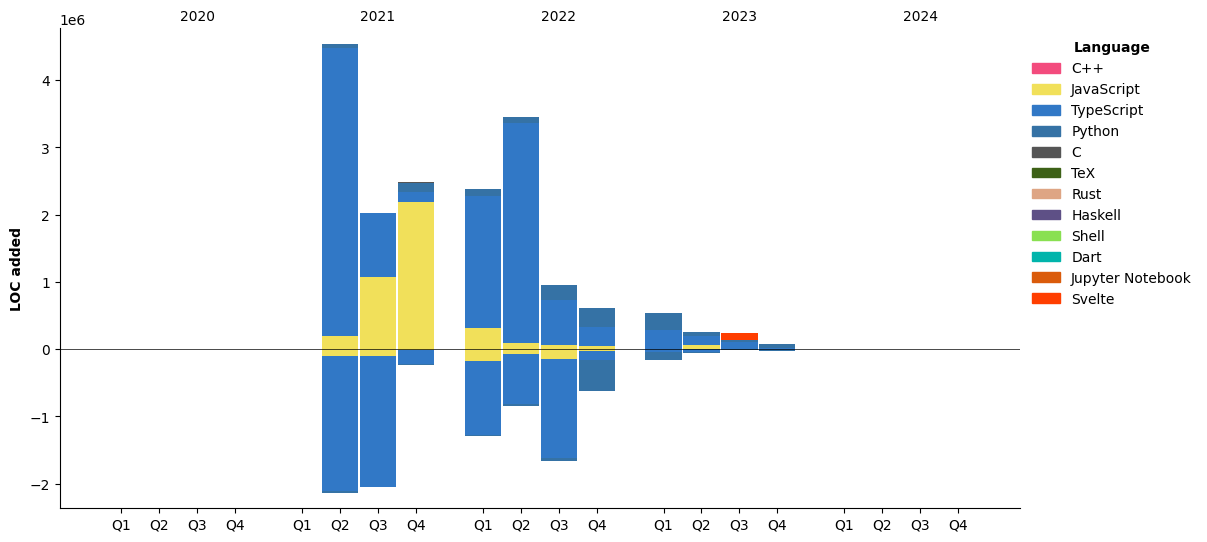 1e6
2020 2021 2022 2023 2024
LOC added
4
3
2
1
0
−1
−2
Q1 Q2 Q3 Q4 Q1 Q2 Q3 Q4 Q1 Q2 Q3 Q4 Q1 Q2 Q3 Q4 Q1 Q2 Q3 Q4
Language
C++
JavaScript
TypeScript
Python
C
TeX
Rust
Haskell
Shell
Dart
Jupyter Notebook
Svelte